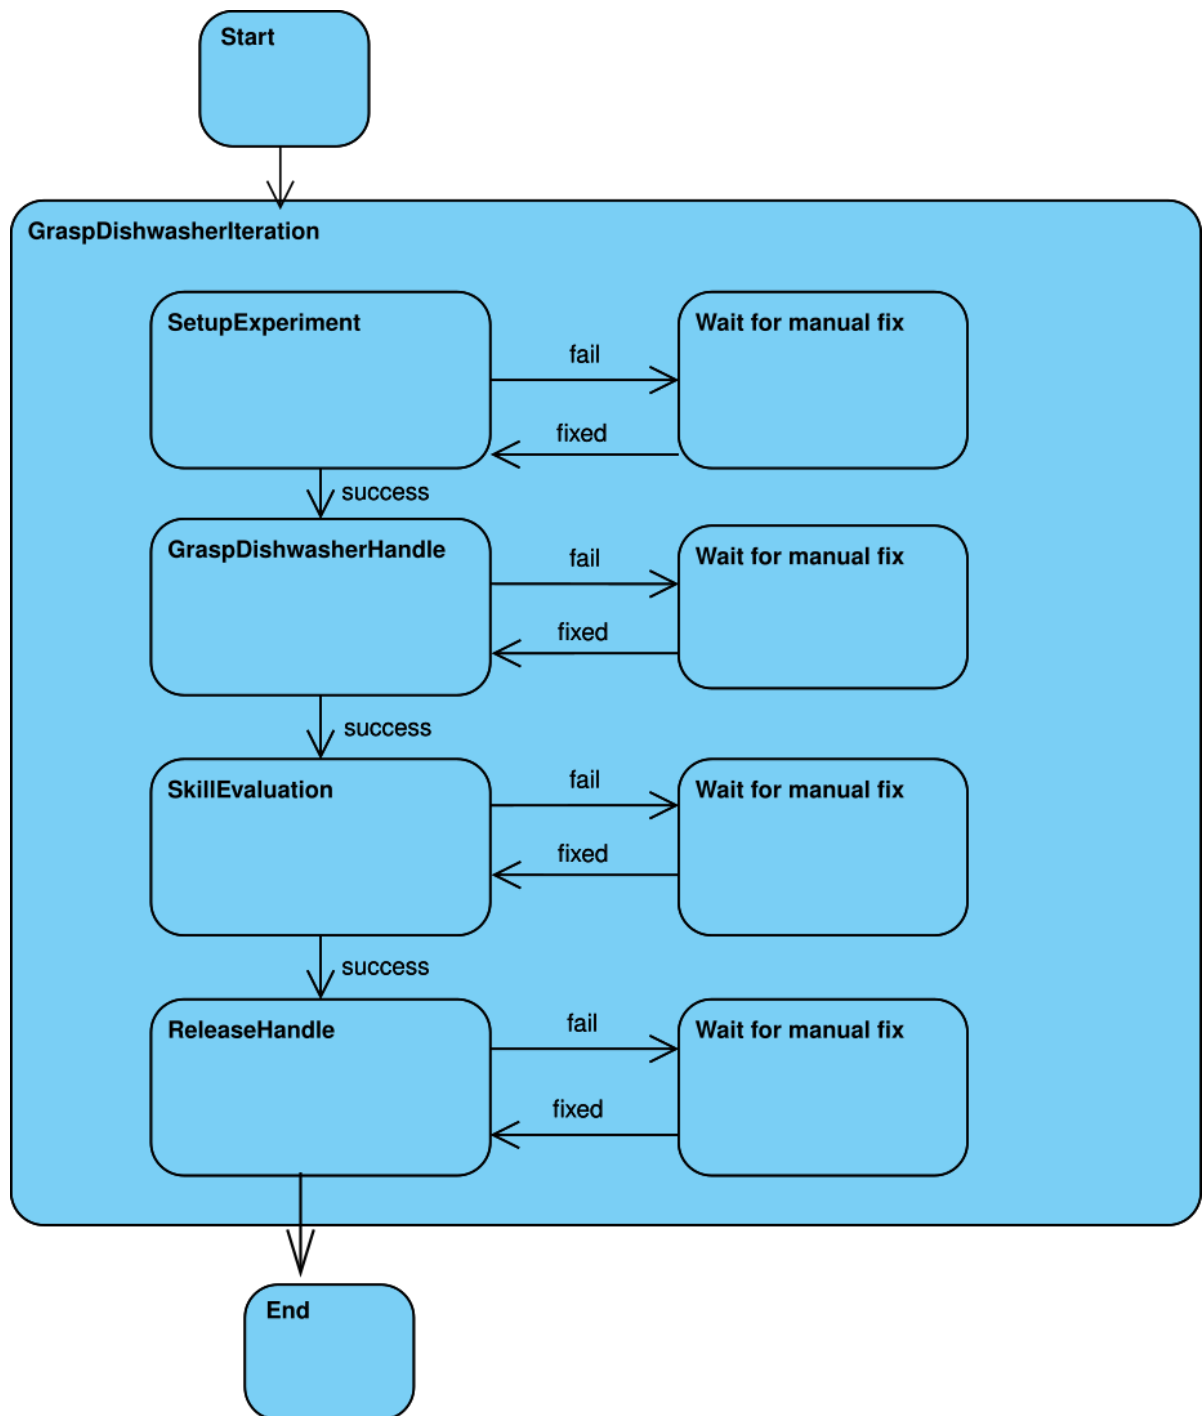 Start
GraspDishwasherIteration
SetupExperiment
Wait for manual fix
fail
fixed
success
GraspDishwasherHandle
Wait for manual fix
fail
fixed
success
SkillEvaluation
Wait for manual fix
fail
fixed
success
ReleaseHandle
Wait for manual fix
fail
fixed
End